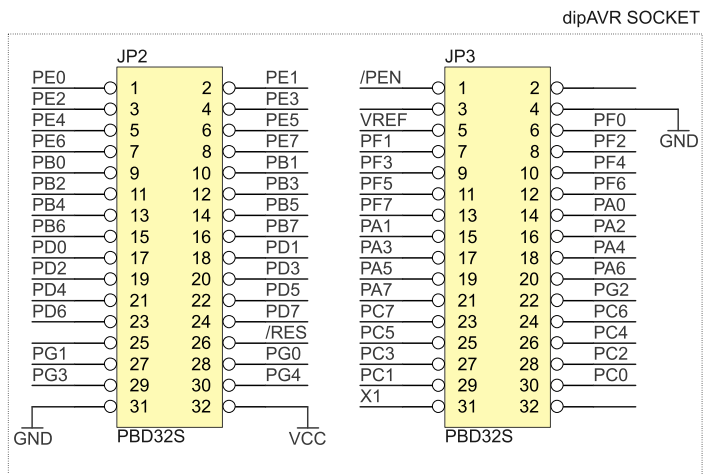 dipAVR SOCKET
JP2 JP3
PE0 1 2 PE1 /PEN 1 2
PE2 3 4 PE3 3 4
PE4 5 6 PE5 VREF 5 6 PF0
PE6 7 8 PE7 PF1 7 8 PF2 GND
PB0 9 10 PB1 PF3 9 10 PF4
PB2 11 12 PB3 PF5 11 12 PF6
PB4 13 14 PB5 PF7 13 14 PA0
PB6 15 16 PB7 PA1 15 16 PA2
PD0 17 18 PD1 PA3 17 18 PA4
PD2 19 20 PD3 PA5 19 20 PA6
PD4 21 22 PD5 PA7 21 22 PG2
PD6 23 24 PD7 PC7 23 24 PC6
25 26 /RES PC5 25 26 PC4
PG1 27 28 PG0 PC3 27 28 PC2
PG3 29 30 PG4 PC1 29 30 PC0
31 32 X1 31 32
GND PBD32S VCC PBD32S